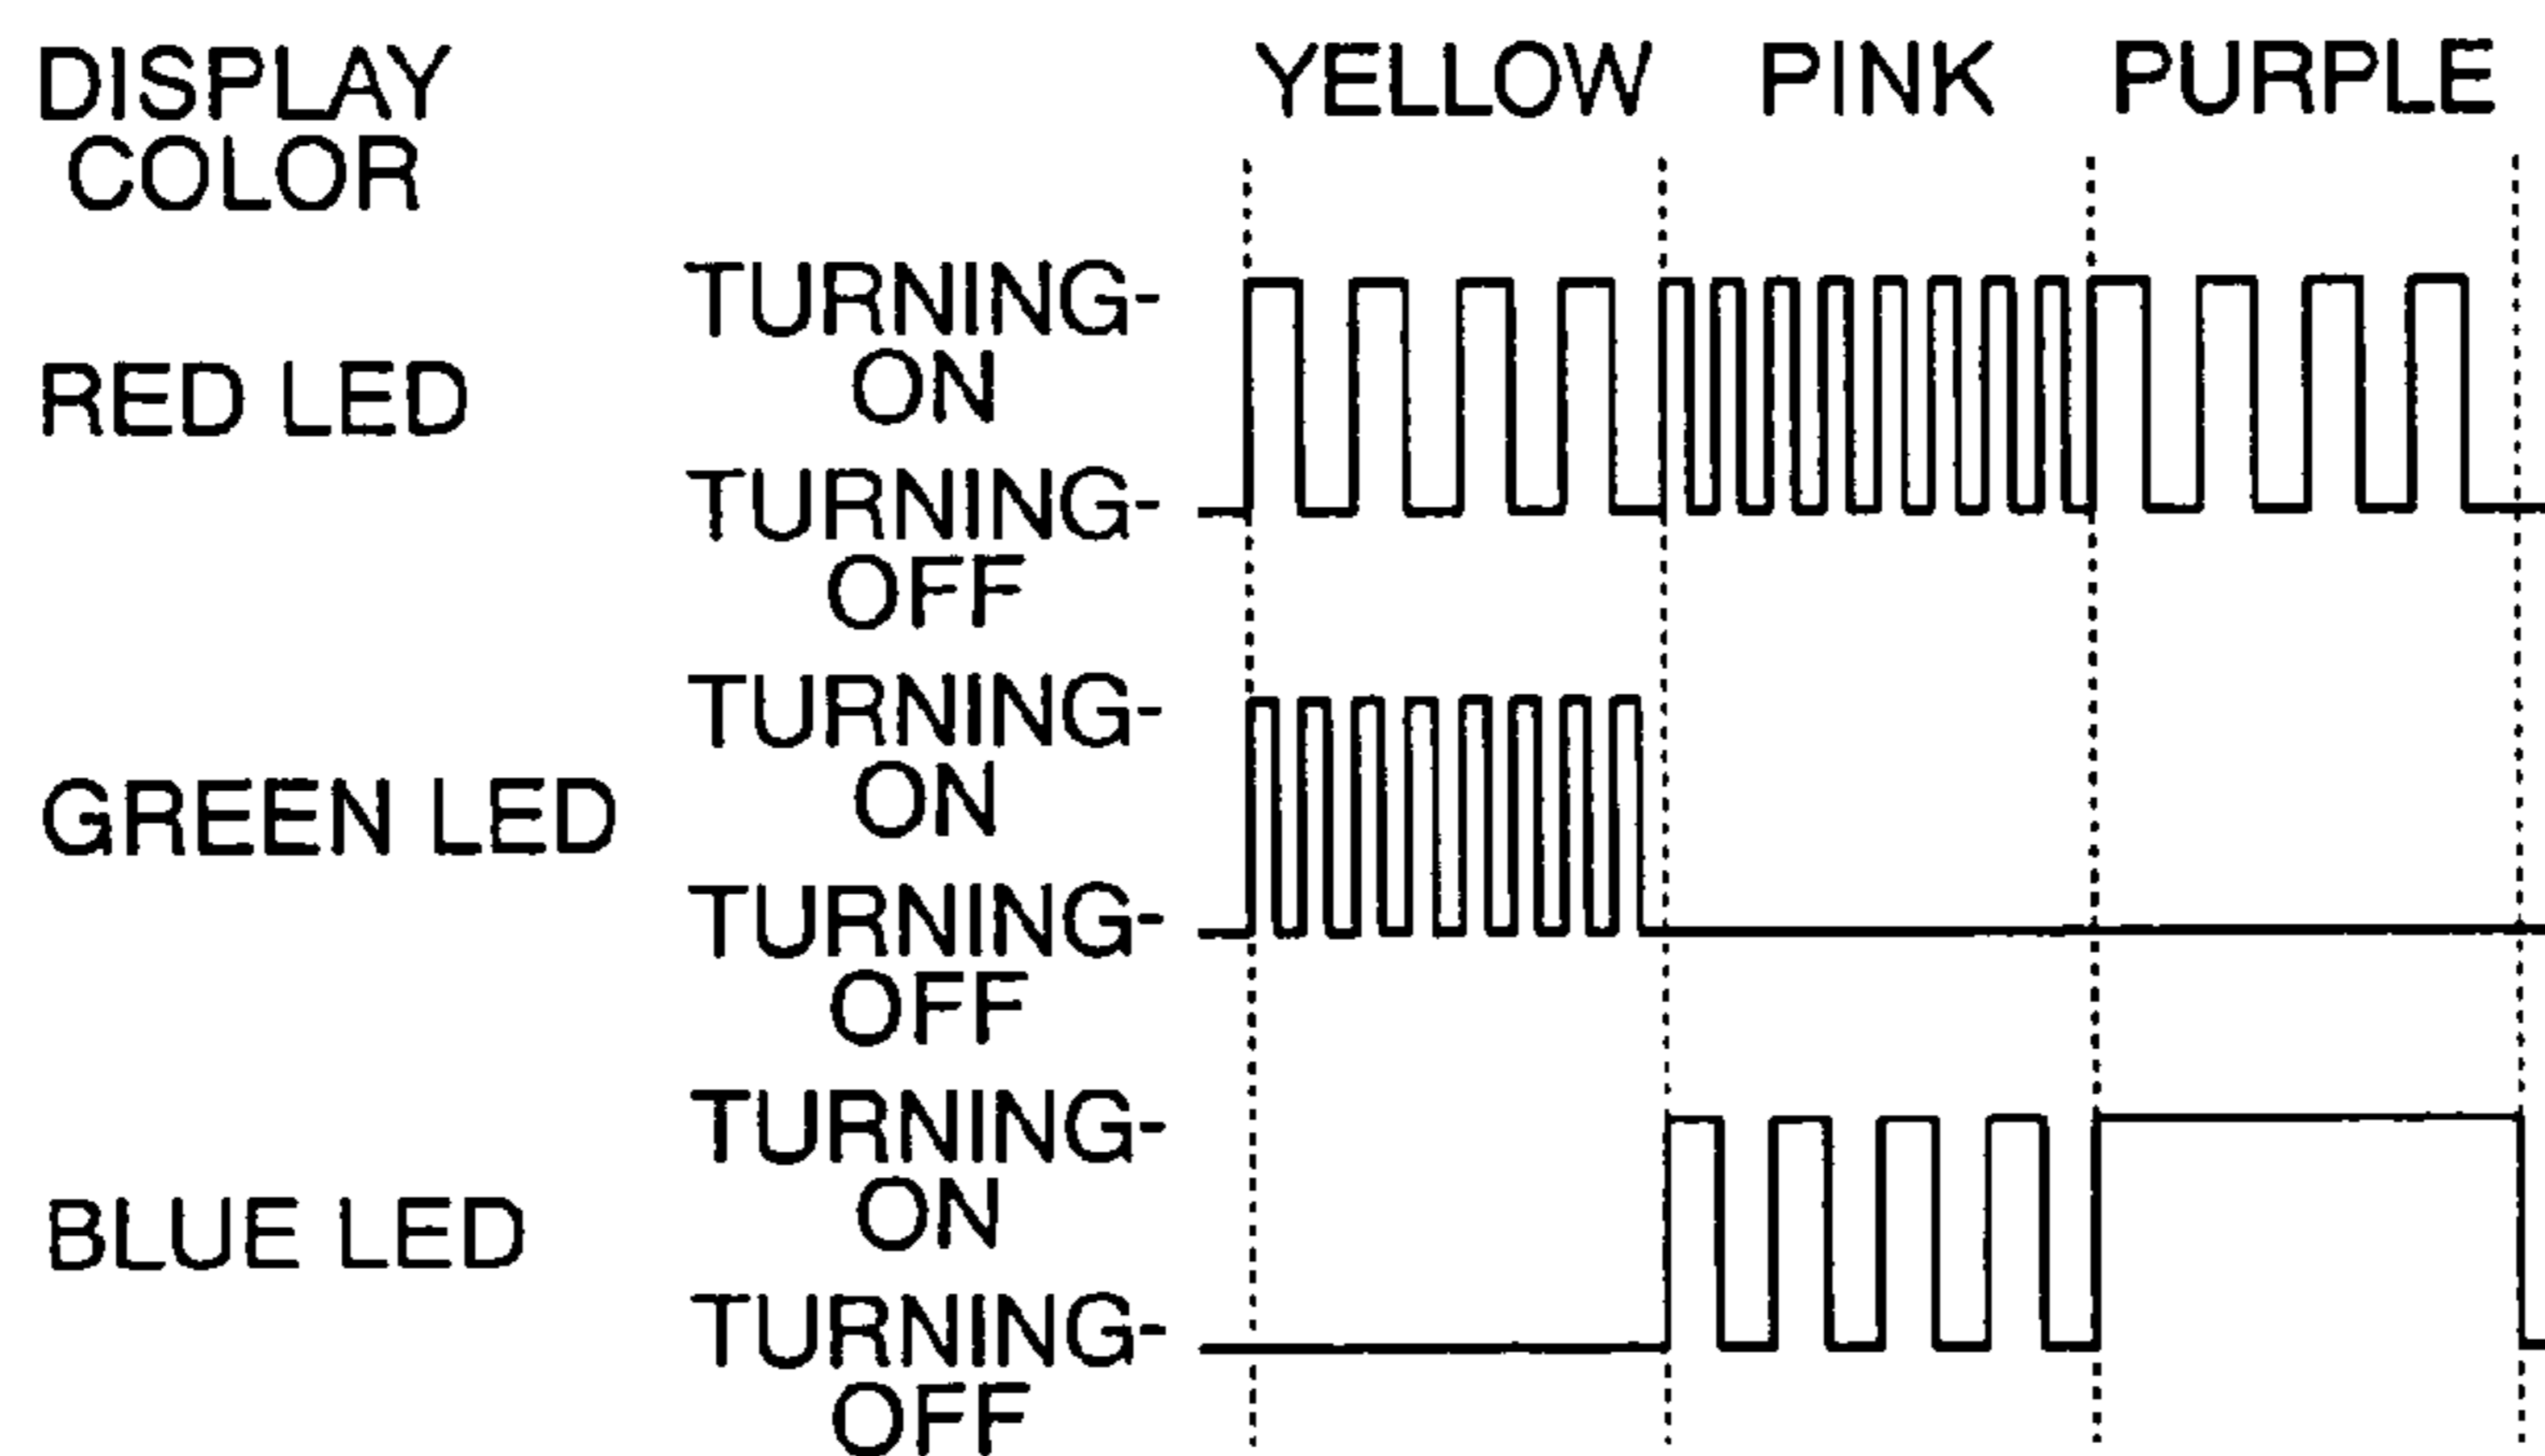 DISPLAY
COLOR
YELLOW PINK PURPLE
RED LED
TURNING-
ON
TURNING-
OFF
GREEN LED
TURNING-
ON
TURNING-
OFF
BLUE LED
TURNING-
ON
TURNING-
OFF